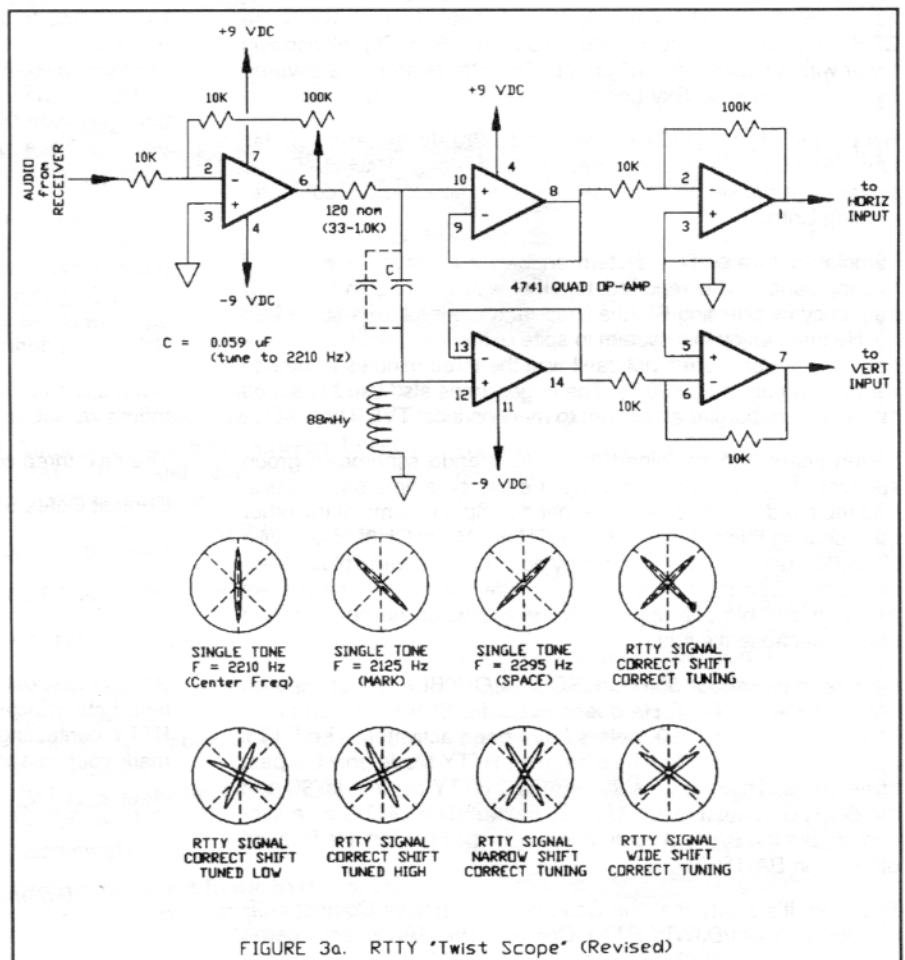 +9 VDC
10K
100K
AUDIO
from
RECEIVER
10K
2
-
7
6
3
+
4
-9 VDC
120 nom
(33-1.0K)
C
C = 0.059 uF
(tune to 2210 Hz)
88mHy
+9 VDC
4
10
+
8
9
-
10K
100K
2
-
3
+
1
to
HORIZ
INPUT
4741 QUAD OP-AMP
13
-
12
+
14
11
-9 VDC
10K
5
+
6
-
7
10K
to
VERT
INPUT
SINGLE TONE
F = 2210 Hz
(Center Freq)
SINGLE TONE
F = 2125 Hz
(MARK)
SINGLE TONE
F = 2295 Hz
(SPACE)
RTTY SIGNAL
CORRECT SHIFT
CORRECT TUNING
RTTY SIGNAL
CORRECT SHIFT
TUNED LOW
RTTY SIGNAL
CORRECT SHIFT
TUNED HIGH
RTTY SIGNAL
NARROW SHIFT
CORRECT TUNING
RTTY SIGNAL
WIDE SHIFT
CORRECT TUNING
FIGURE 3a. RTTY "Twist Scope" (Revised)